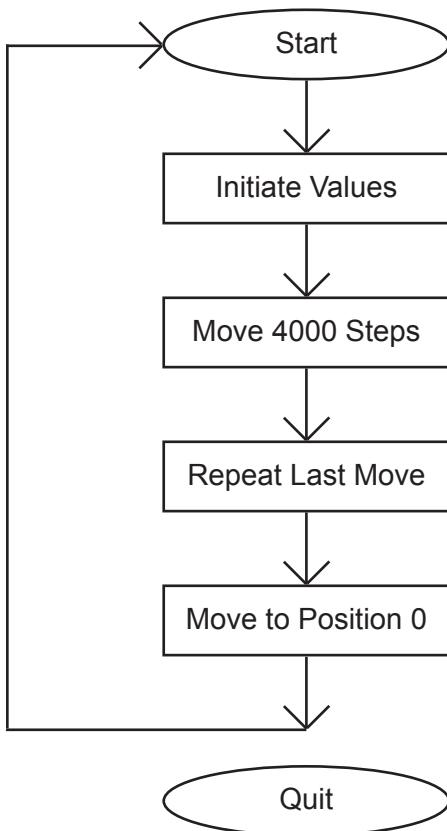 Start
Initiate Values
Move 4000 Steps
Repeat Last Move
Move to Position 0
Quit